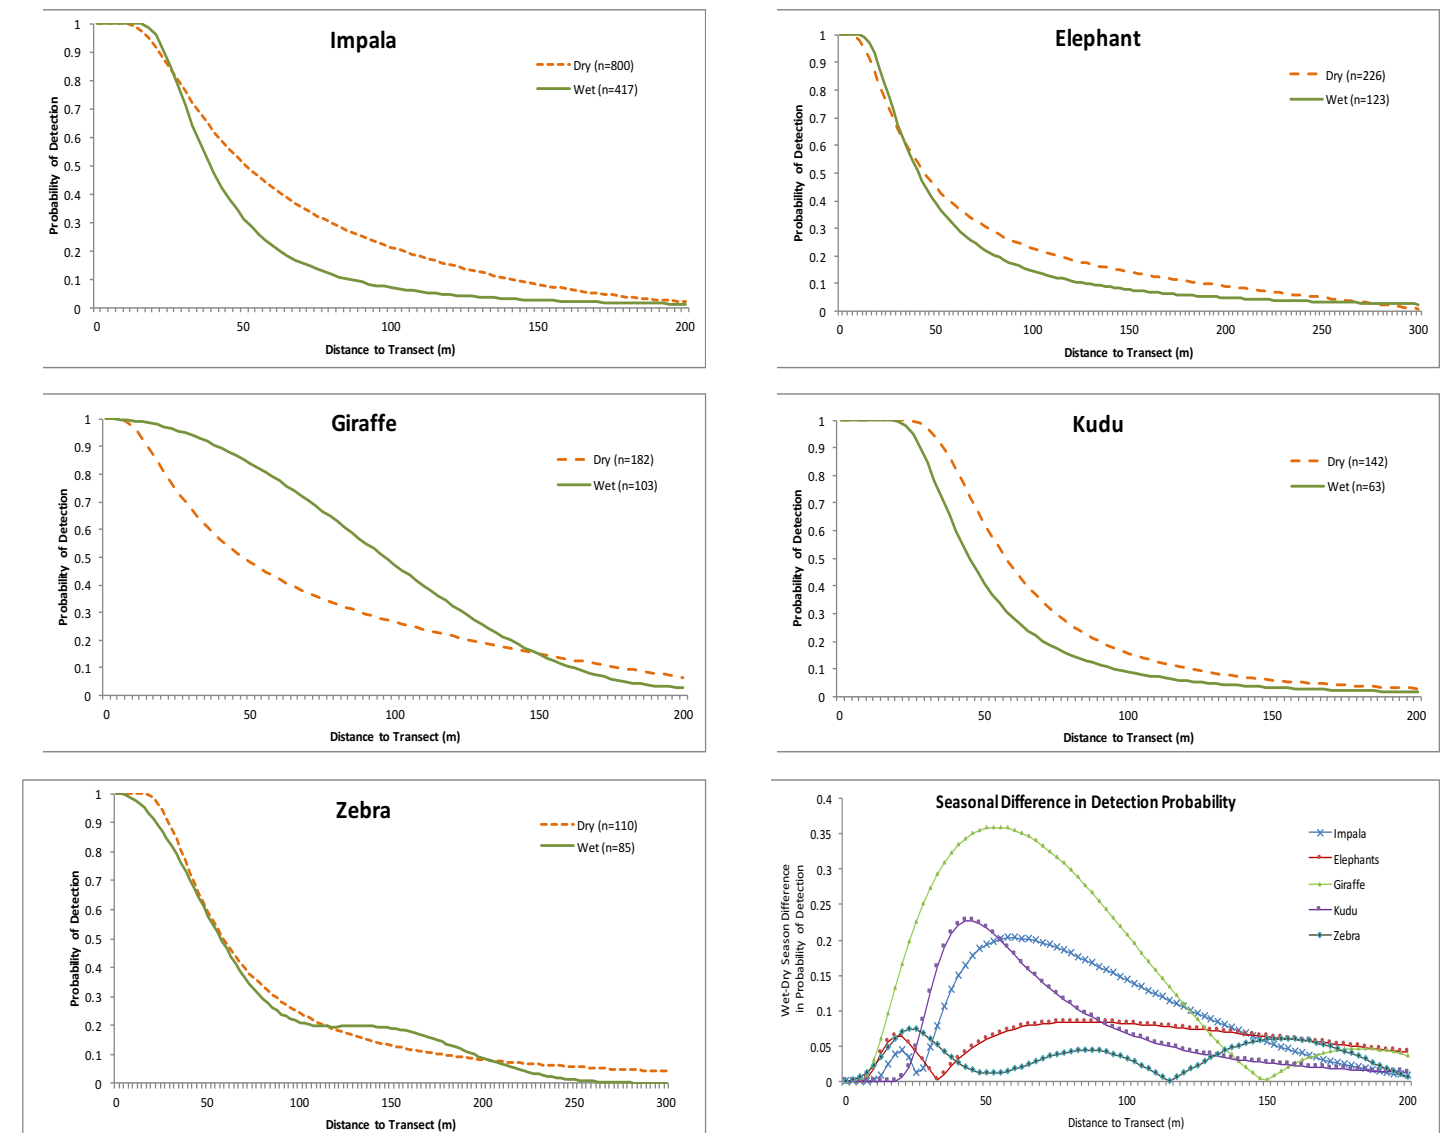 Impala
Dry (n=800)
Wet (n=417)
Probability of Detection
1
0.9
0.8
0.7
0.6
0.5
0.4
0.3
0.2
0.1
0
0 50 100 150 200
Distance to Transect (m)
Elephant
Dry (n=226)
Wet (n=123)
Probability of Detection
1
0.9
0.8
0.7
0.6
0.5
0.4
0.3
0.2
0.1
0
0 50 100 150 200 250 300
Distance to Transect (m)
Giraffe
Dry (n=182)
Wet (n=103)
Probability of Detection
1
0.9
0.8
0.7
0.6
0.5
0.4
0.3
0.2
0.1
0
0 50 100 150 200
Distance to Transect (m)
Kudu
Dry (n=142)
Wet (n=63)
Probability of Detection
1
0.9
0.8
0.7
0.6
0.5
0.4
0.3
0.2
0.1
0
0 50 100 150 200
Distance to Transect (m)
Zebra
Dry (n=110)
Wet (n=85)
Probability of Detection
1
0.9
0.8
0.7
0.6
0.5
0.4
0.3
0.2
0.1
0
0 50 100 150 200 250 300
Distance to Transect (m)
Seasonal Difference in Detection Probability
Impala
Elephants
Giraffe
Kudu
Zebra
Wet-Dry Season Difference
in Probability of Detection
0.4
0.35
0.3
0.25
0.2
0.15
0.1
0.05
0
0 50 100 150 200
Distance to Transect (m)